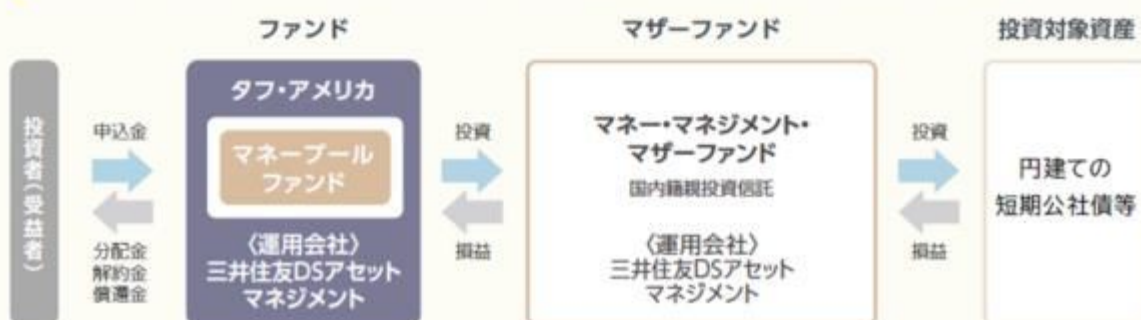 ファンド
マザーファンド
投資対象資産
投資者(受益者)
申込金
分配金
解約金
償還金
タフ・アメリカ
マネープール
ファンド
〈運用会社〉
三井住友DSアセット
マネジメント
投資
損益
マネー・マネジメント・
マザーファンド
国内籍親投資信託
〈運用会社〉
三井住友DSアセット
マネジメント
投資
損益
円建ての
短期公社債等